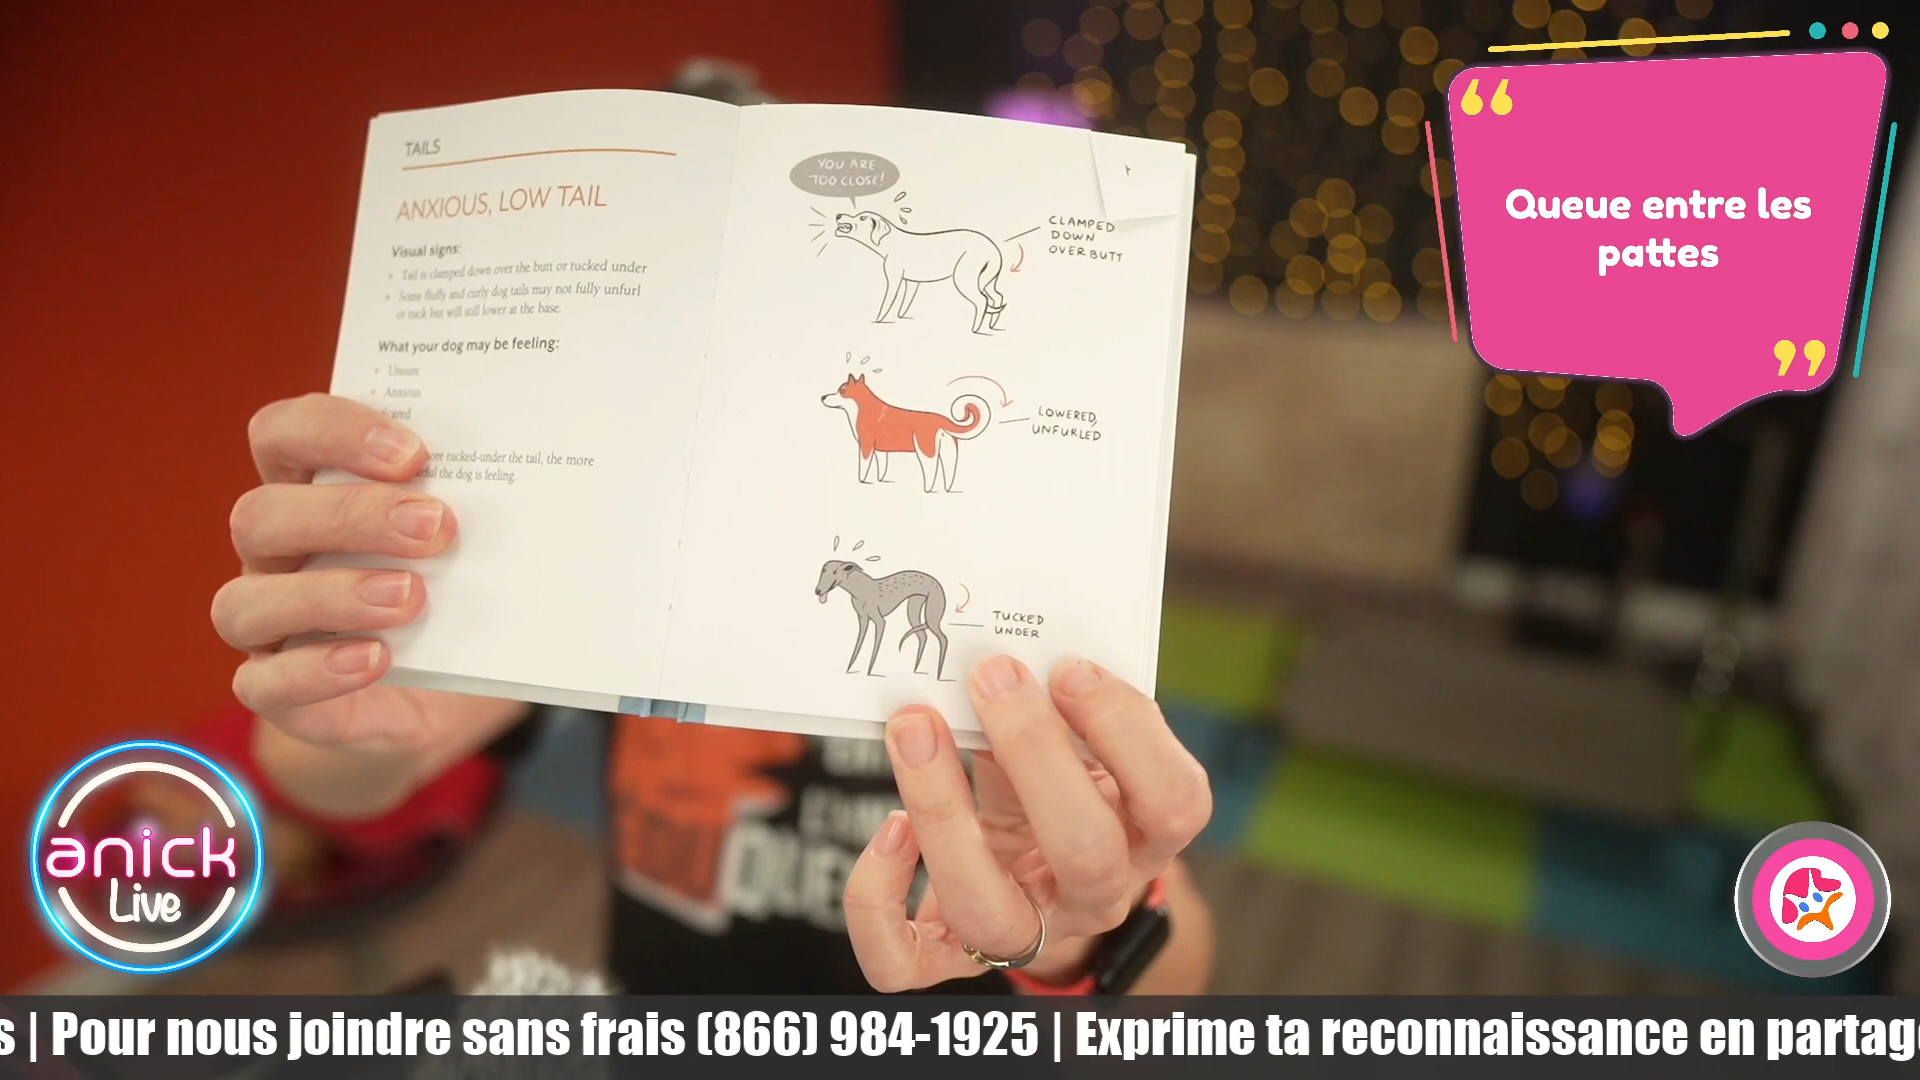 TAILS
ANXIOUS, LOW TAIL
Visual signs:
• Tail is clamped down over the butt or tucked under
• Some fluffy and curly dog tails may not fully unfurl
or tuck but will still lower at the base.
What your dog may be feeling:
• Unsure
• Anxious
Scared
tucked-under the tail, the more
the dog is feeling.
YOU ARE
TOO CLOSE!
CLAMPED
DOWN
OVER BUTT
LOWERED,
UNFURLED
TUCKED
UNDER
“
Queue entre les
pattes
”
anick
Live
s | Pour nous joindre sans frais (866) 984-1925 | Exprime ta reconnaissance en partag